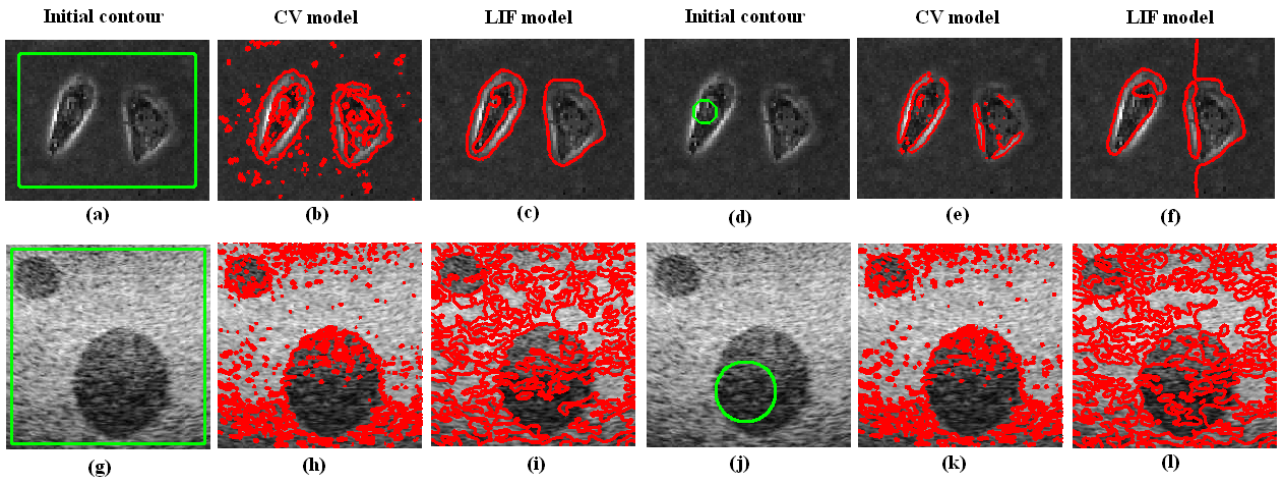 Initial contour CV model LIF model Initial contour CV model LIF model
(a) (b) (c) (d) (e) (f)
(g) (h) (i) (j) (k) (l)